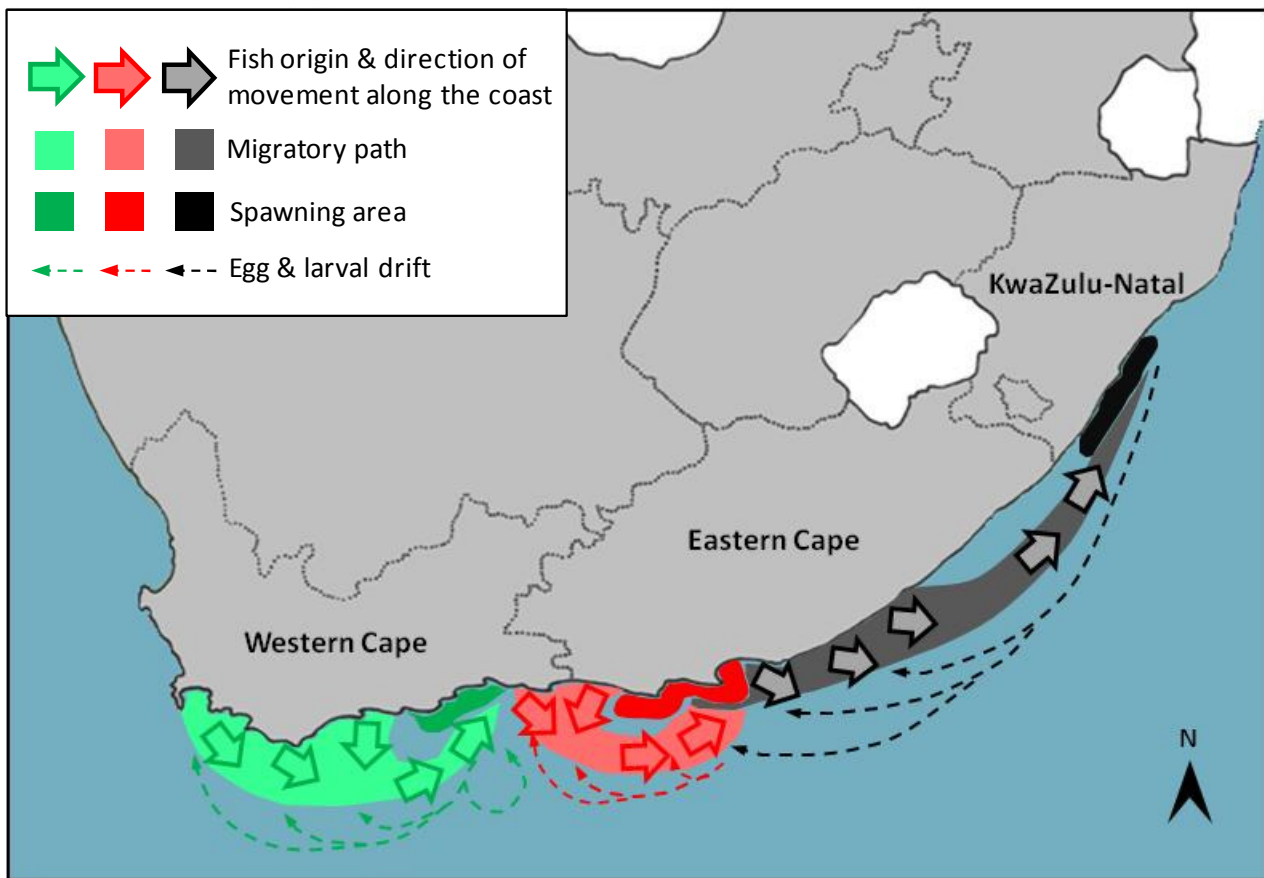 Fish origin & direction of
movement along the coast
Migratory path
Spawning area
Egg & larval drift
KwaZulu-Natal
Eastern Cape
Western Cape
N